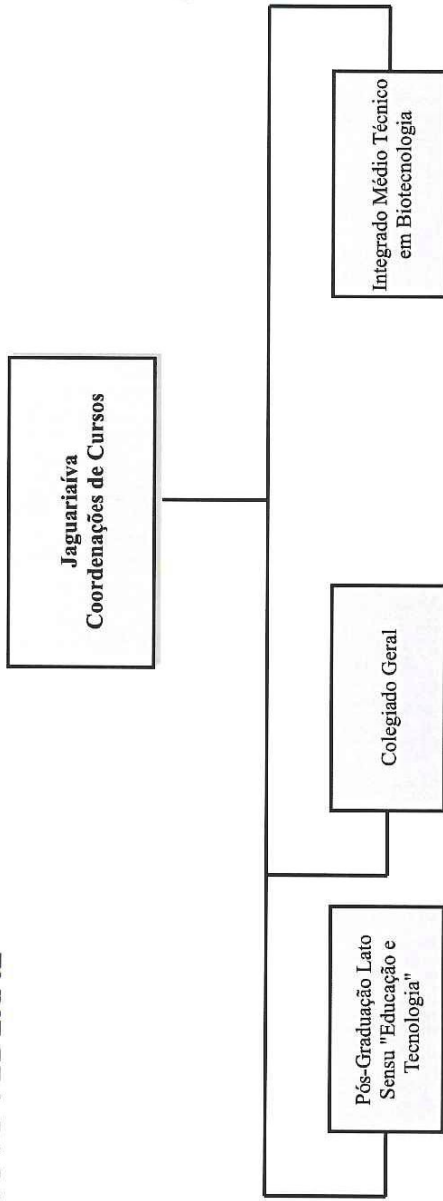 Jaguariaíva
Coordenações de Cursos
Pós-Graduação Lato
Sensu "Educação e
Tecnologia"
Colegiado Geral
Integrado Médio Técnico
em Biotecnologia